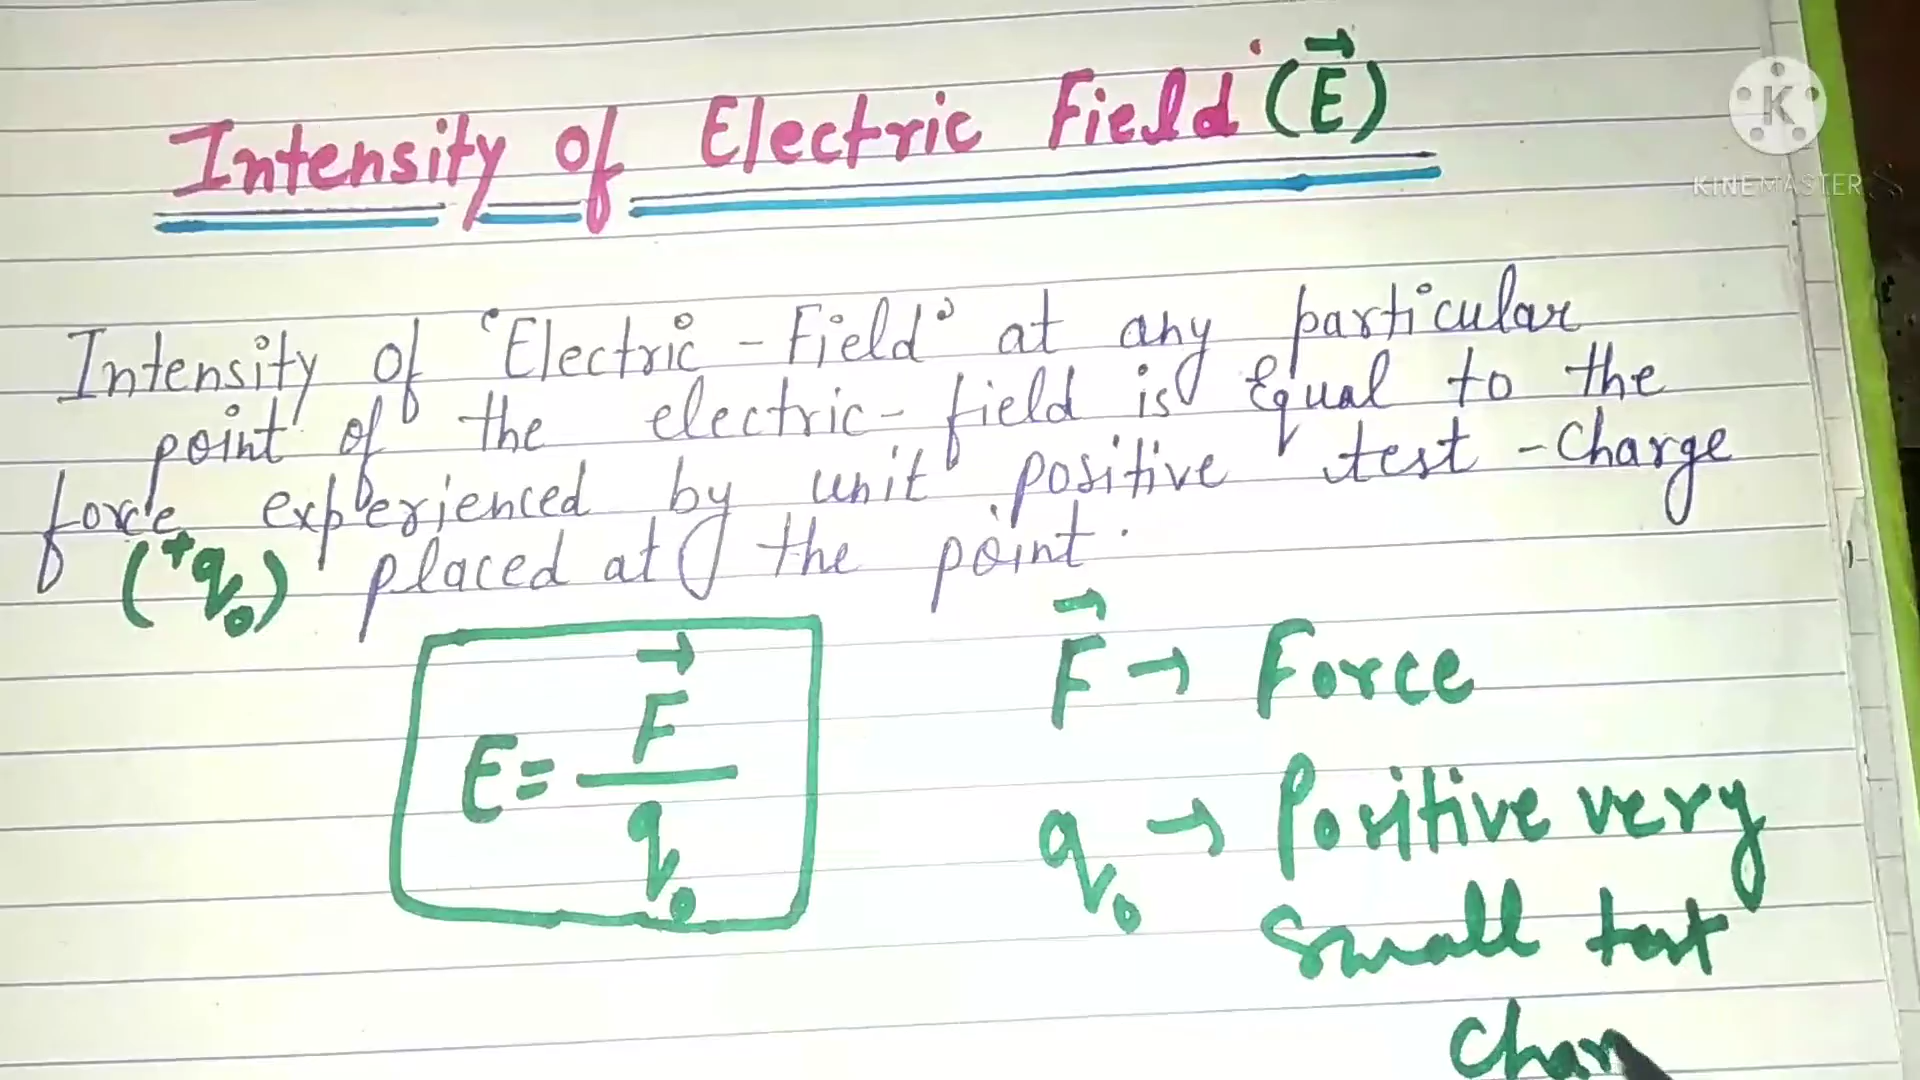 Intensity of Electric Field (E⃗)
K
KINEMASTER
Intensity of 'Electric - Field' at any particular
point of the electric - field is Equal to the
force experienced by unit positive test - Charge
(+q₀) placed at the point.
E = F⃗ / q₀
F⃗ → Force
q₀ → Positive very
small test
Char